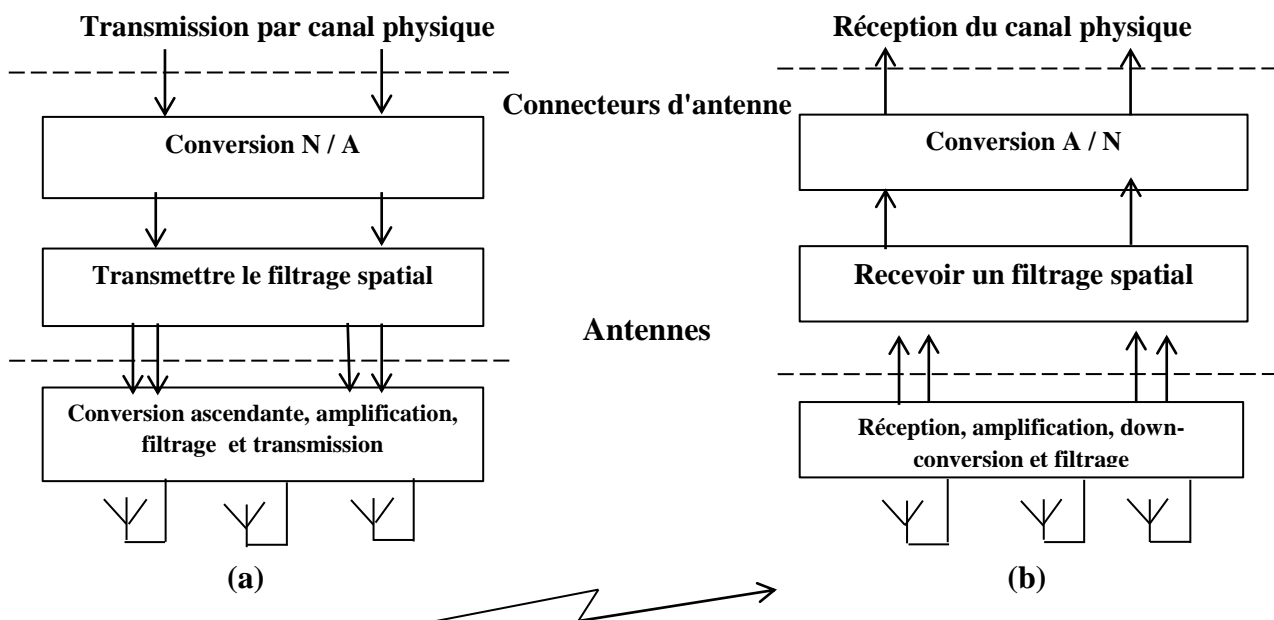 Transmission par canal physique
Conversion N / A
Transmettre le filtrage spatial
Conversion ascendante, amplification,
filtrage et transmission
(a)
Connecteurs d'antenne
Antennes
Réception du canal physique
Conversion A / N
Recevoir un filtrage spatial
Réception, amplification, down-
conversion et filtrage
(b)